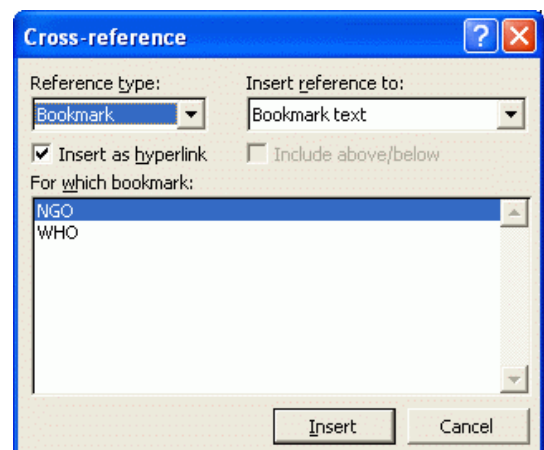 Cross-reference
Reference type: Insert reference to:
Bookmark Bookmark text
Insert as hyperlink Include above/below
For which bookmark:
NGO
WHO
Insert Cancel